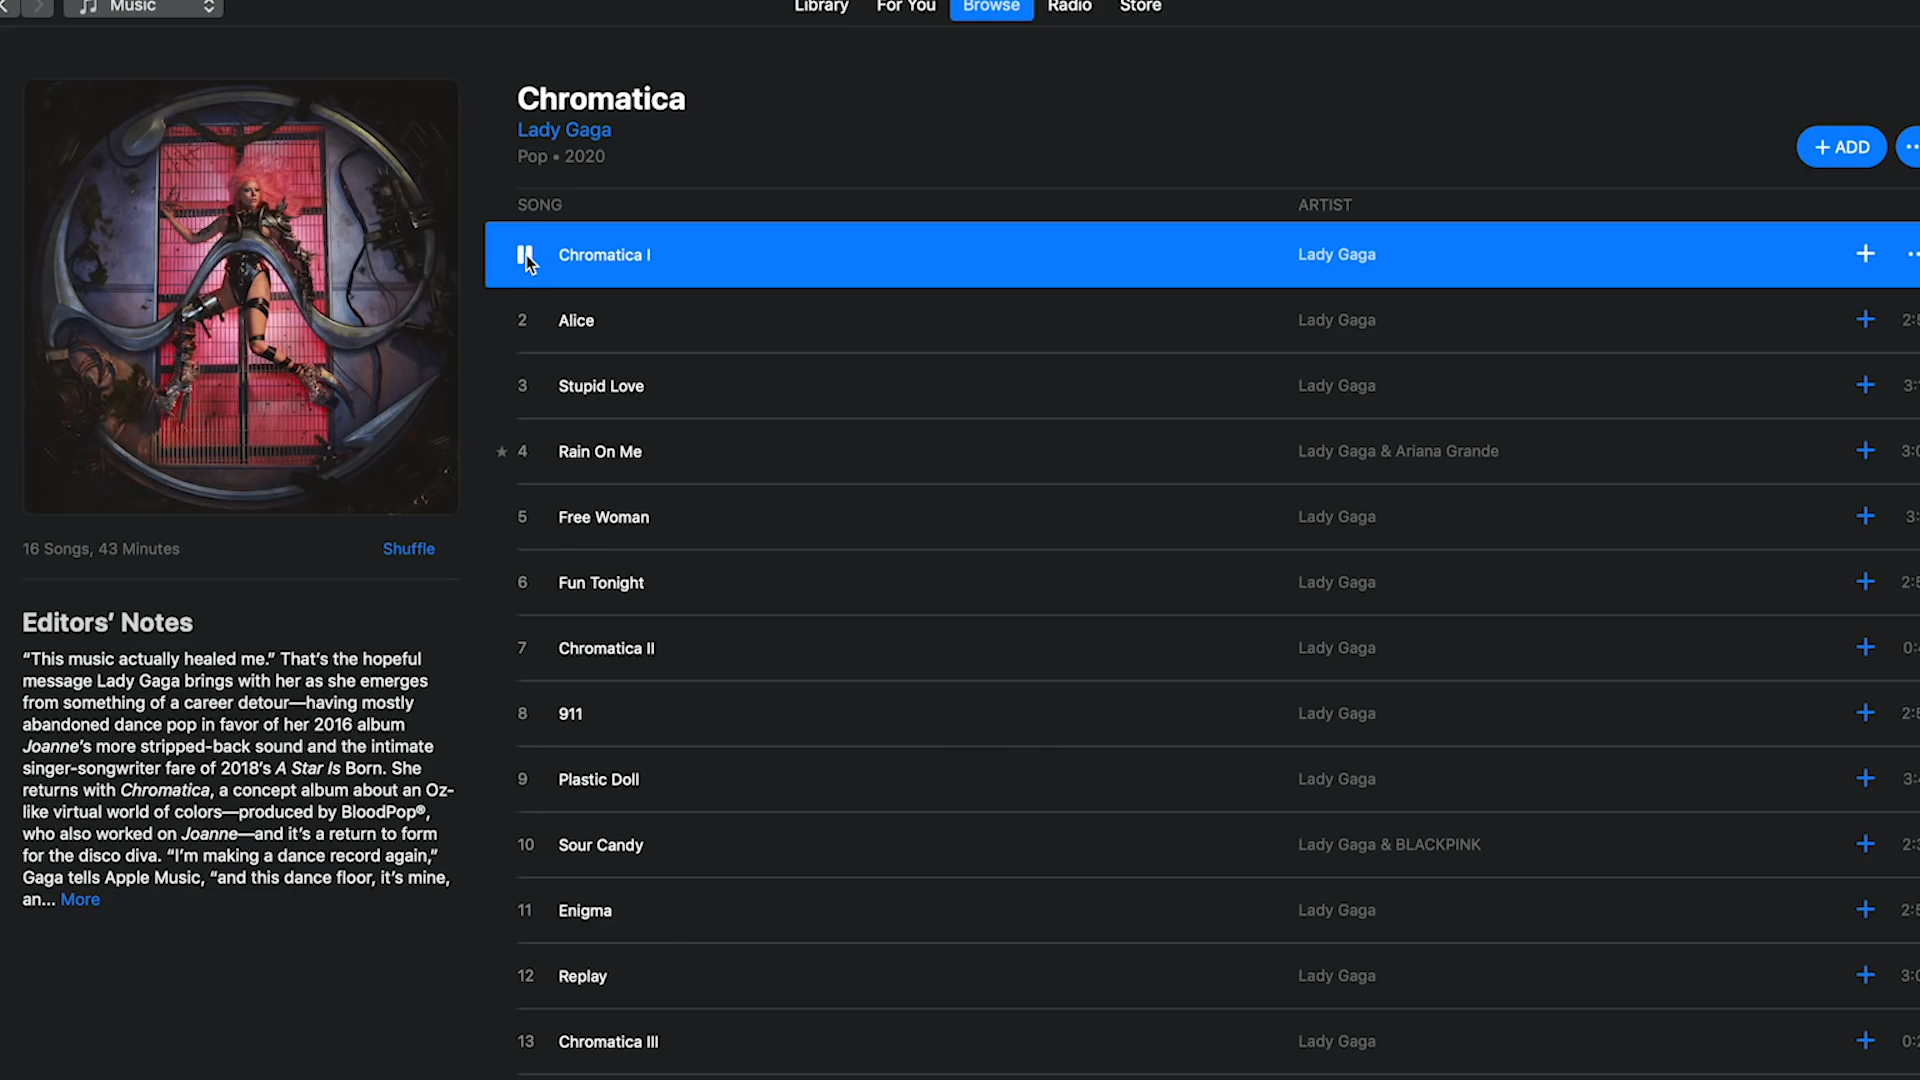 Music
Library For You Browse Radio Store
Chromatica
Lady Gaga
Pop • 2020
+ ADD
SONG ARTIST
Chromatica I Lady Gaga
2 Alice Lady Gaga
3 Stupid Love Lady Gaga
★ 4 Rain On Me Lady Gaga & Ariana Grande
5 Free Woman Lady Gaga
6 Fun Tonight Lady Gaga
7 Chromatica II Lady Gaga
8 911 Lady Gaga
9 Plastic Doll Lady Gaga
10 Sour Candy Lady Gaga & BLACKPINK
11 Enigma Lady Gaga
12 Replay Lady Gaga
13 Chromatica III Lady Gaga
16 Songs, 43 Minutes Shuffle
Editors’ Notes
“This music actually healed me.” That’s the hopeful
message Lady Gaga brings with her as she emerges
from something of a career detour—having mostly
abandoned dance pop in favor of her 2016 album
Joanne’s more stripped-back sound and the intimate
singer-songwriter fare of 2018’s A Star Is Born. She
returns with Chromatica, a concept album about an Oz-
like virtual world of colors—produced by BloodPop®,
who also worked on Joanne—and it’s a return to form
for the disco diva. “I’m making a dance record again,”
Gaga tells Apple Music, “and this dance floor, it’s mine,
an... More